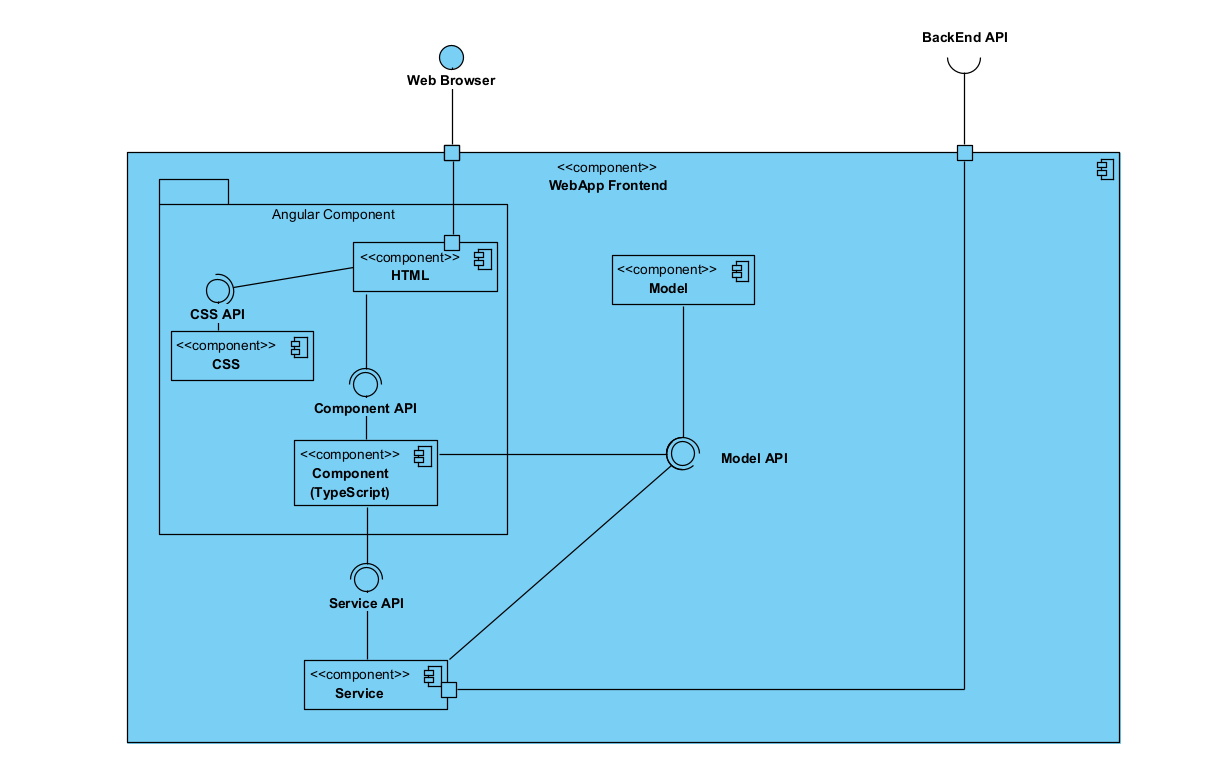 BackEnd API
Web Browser
<<component>>
WebApp Frontend
Angular Component
<<component>>
HTML
<<component>>
Model
CSS API
<<component>>
CSS
Component API
<<component>>
Component
(TypeScript)
Model API
Service API
<<component>>
Service